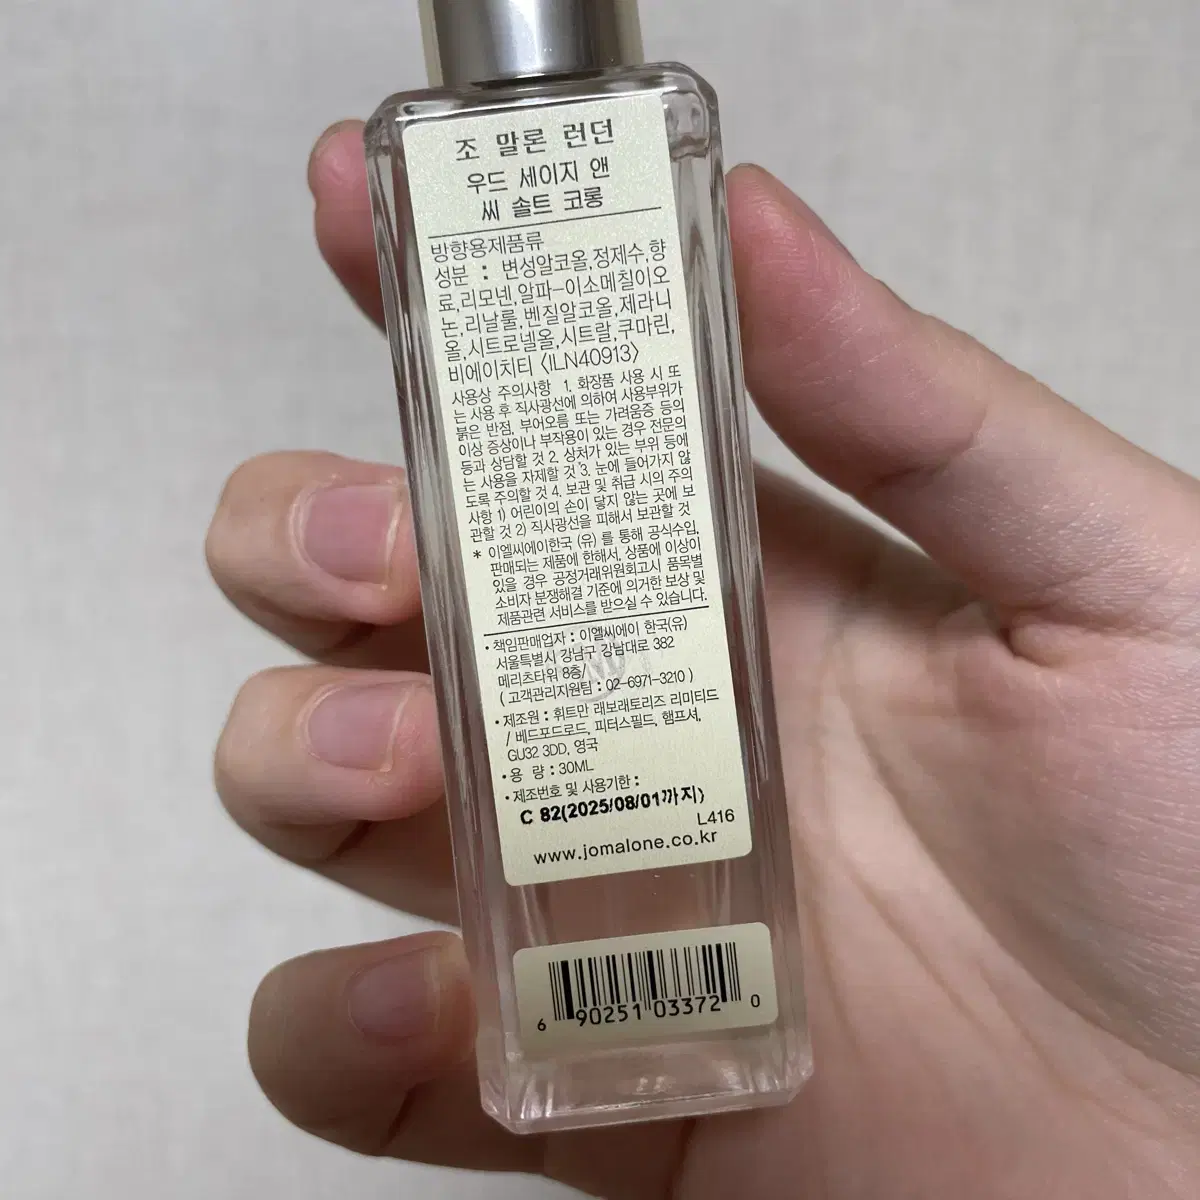 조 말론 런던
우드 세이지 앤
씨 솔트 코롱
방향용제품류
성분 : 변성알코올,정제수,향
료,리모넨,알파-이소메칠이오
논,리날룰,벤질알코올,제라니
올,시트로넬올,시트랄,쿠마린,
비에이치티 <ILN40913>
사용상 주의사항 1. 화장품 사용 시 또
는 사용 후 직사광선에 의하여 사용부위가
붉은 반점, 부어오름 또는 가려움증 등의
이상 증상이나 부작용이 있는 경우 전문의
등과 상담할 것 2. 상처가 있는 부위 등에
는 사용을 자제할 것 3. 눈에 들어가지 않
도록 주의할 것 4. 보관 및 취급 시의 주의
사항 1) 어린이의 손이 닿지 않는 곳에 보
관할 것 2) 직사광선을 피해서 보관할 것
* 이엘씨에이한국 (유) 를 통해 공식수입,
판매되는 제품에 한해서, 상품에 이상이
있을 경우 공정거래위원회고시 품목별
소비자 분쟁해결 기준에 의거한 보상 및
제품관련 서비스를 받으실 수 있습니다.
• 책임판매업자 : 이엘씨에이 한국(유)
서울특별시 강남구 강남대로 382
메리츠타워 8층/
( 고객관리지원팀 : 02-6971-3210 )
• 제조원 : 휘트만 래보래토리즈 리미티드
/ 베드포드로드, 피터스필드, 햄프셔,
GU32 3DD, 영국
• 용 량 : 30ML
• 제조번호 및 사용기한 :
C 82(2025/08/01까지)
L416
www.jomalone.co.kr
6 90251 03372 0